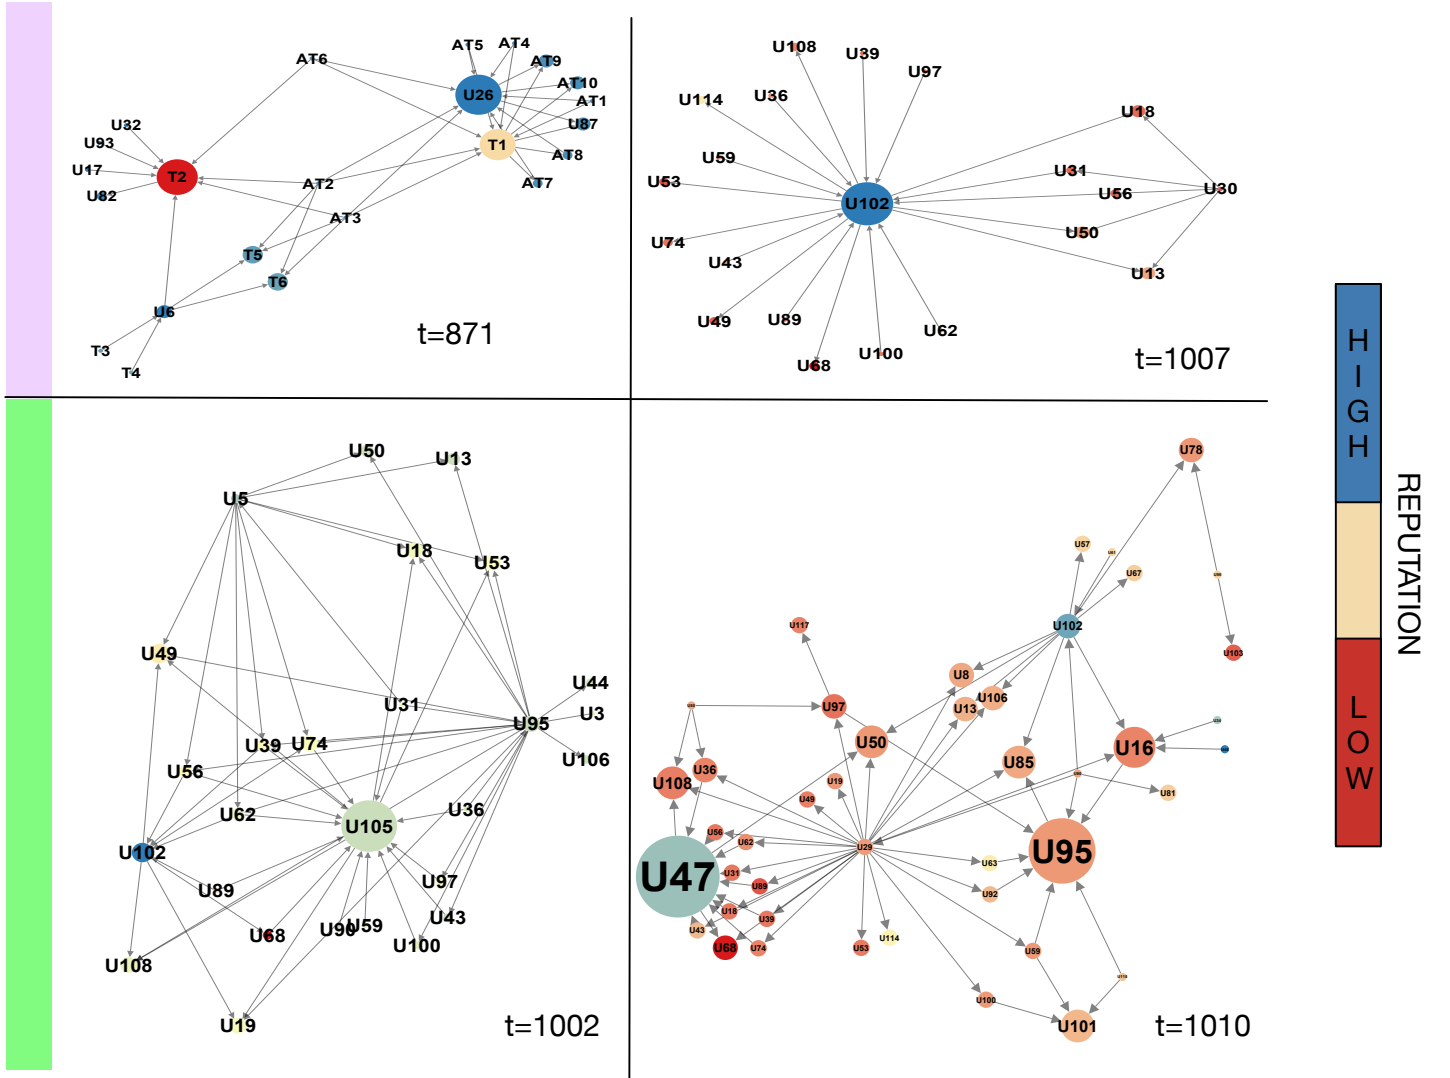 AT6
AT5
AT4
AT9
AT10
AT1
U26
U87
T1
AT8
AT7
U32
U93
U17
U82
T2
AT2
AT3
T5
T6
U6
T3
T4
t=871
U108
U39
U97
U36
U114
U18
U59
U53
U31
U56
U30
U102
U50
U74
U43
U13
U49
U89
U62
U100
U68
t=1007
U50
U13
U5
U18
U53
U49
U44
U31
U3
U95
U39
U74
U106
U56
U36
U62
U105
U102
U97
U89
U43
U59
U68
U100
U108
U19
t=1002
U78
U57
U67
U102
U117
U103
U8
U106
U13
U97
U50
U16
U85
U36
U108
U19
U49
U81
U56
U62
U29
U63
U95
U47
U31
U89
U92
U18
U39
U43
U114
U68
U74
U53
U59
U100
U101
t=1010
H
I
G
H
L
O
W
REPUTATION